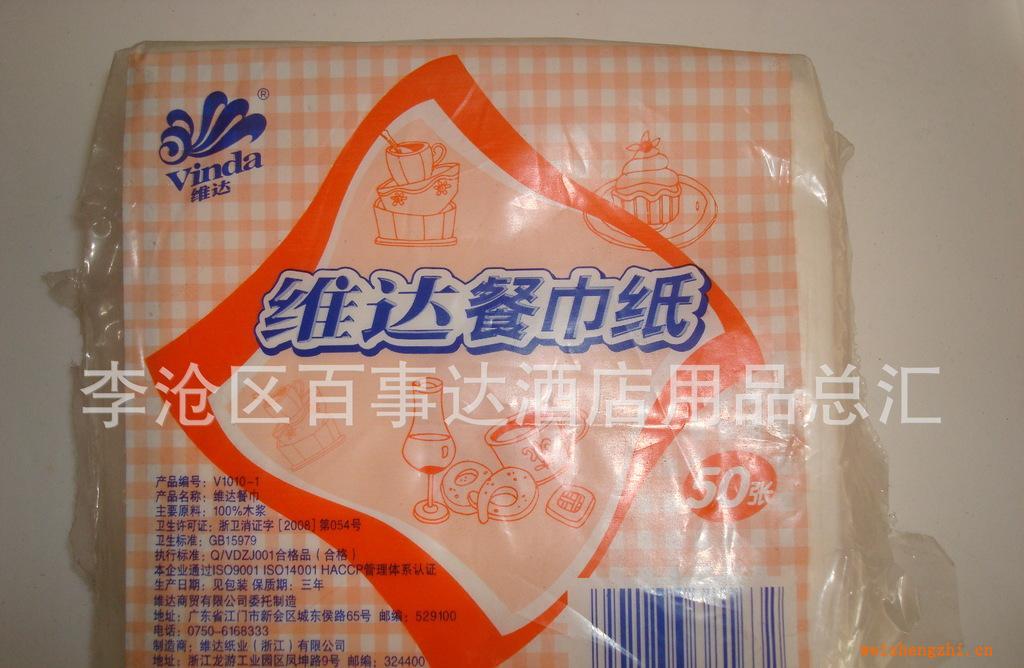 ®
Vinda
维达
维达餐巾纸
李沧区百事达酒店用品总汇
50张
产品编号：V1010-1
产品名称：维达餐巾
主要原料：100%木浆
卫生许可证：浙卫消证字[2008]第054号
卫生标准：GB15979
执行标准：Q/VDZJ001合格品（合格）
本企业通过ISO9001 ISO14001 HACCP管理体系认证
生产日期：见包装 保质期：三年
维达商贸有限公司委托制造
地址：广东省江门市新会区城东侯路65号 邮编：529100
电话：0750-6168333
制造商：维达纸业（浙江）有限公司
地址：浙江龙游工业园区凤坤路9号 邮编：324400
weishengzhi.cn